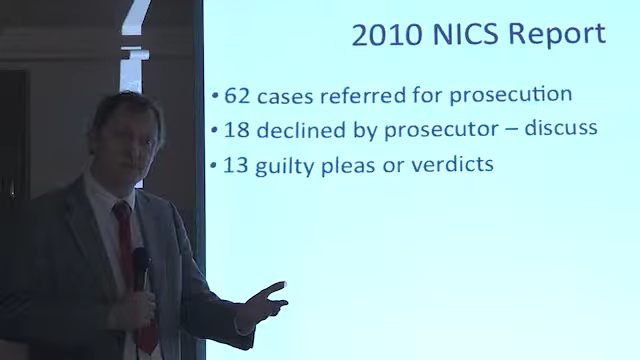 2010 NICS Report
• 62 cases referred for prosecution
• 18 declined by prosecutor – discuss
• 13 guilty pleas or verdicts